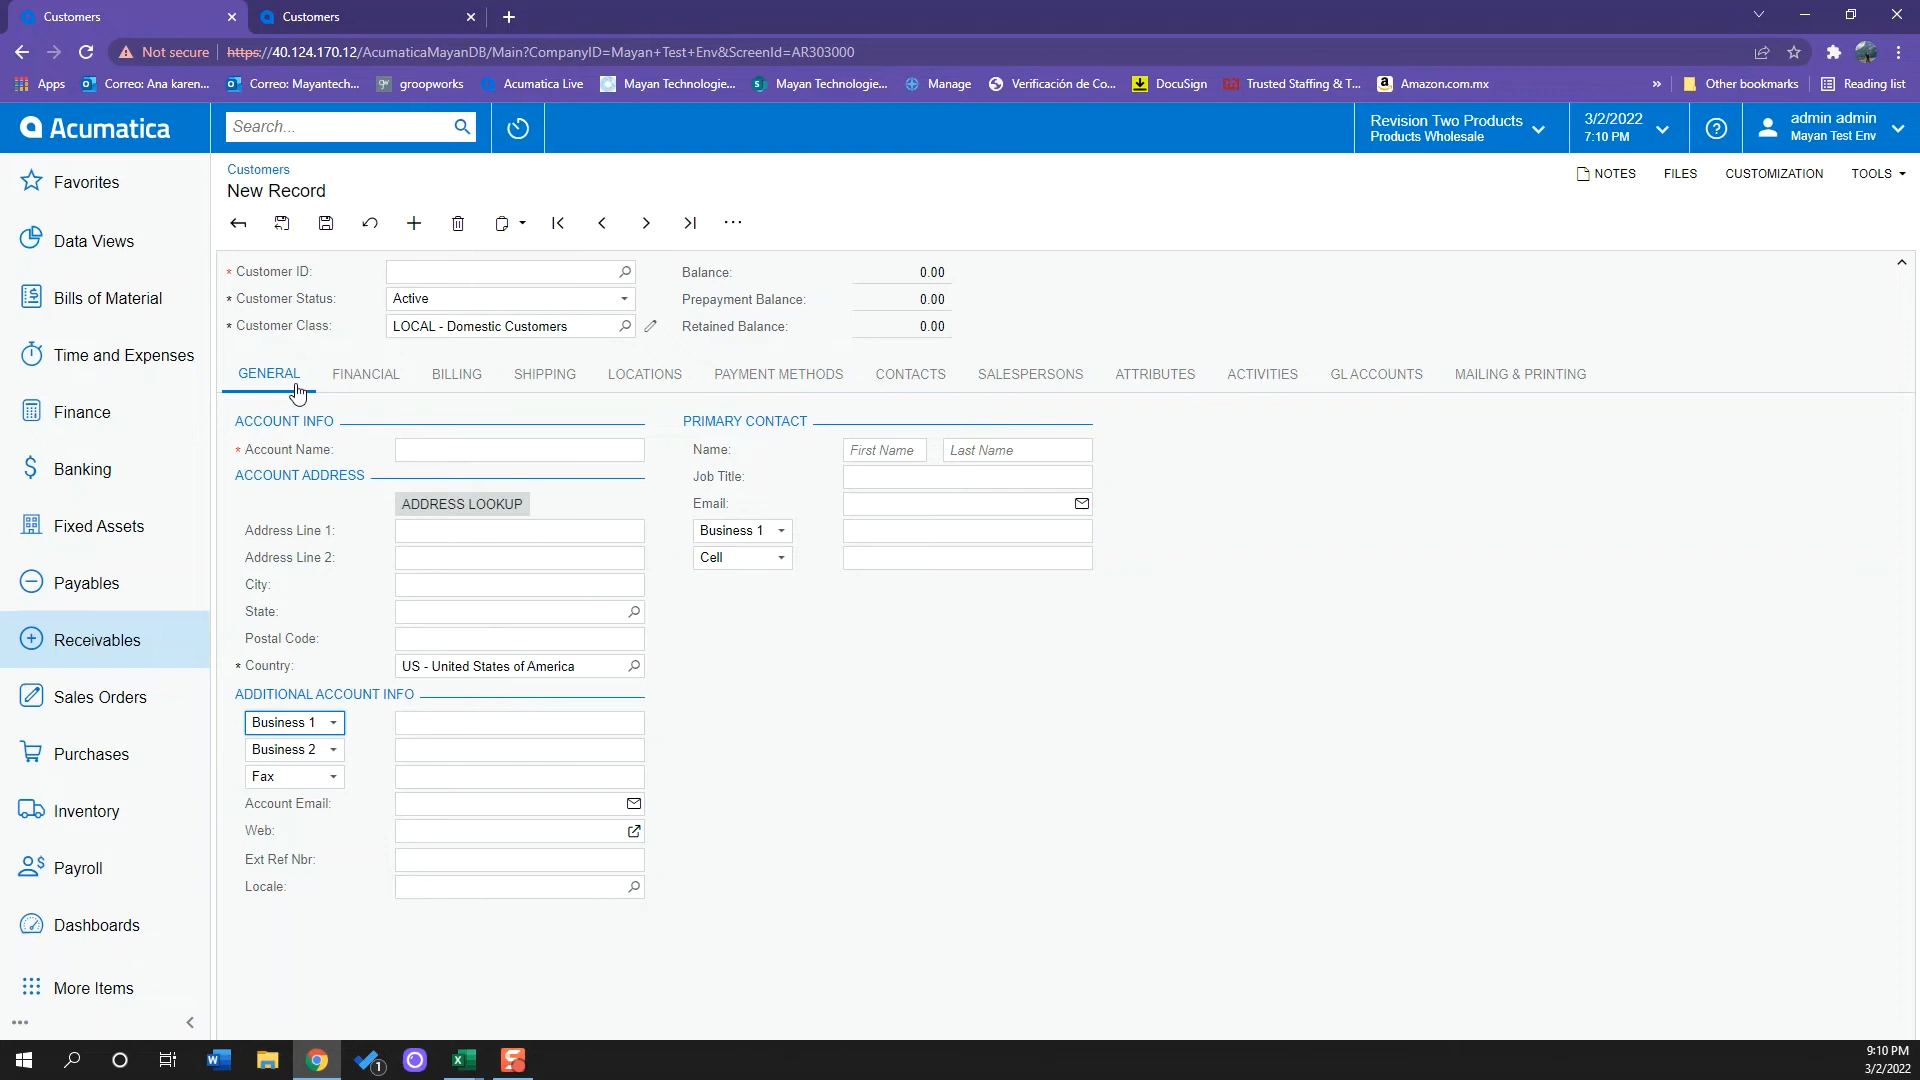 Customers
Customers
Not secure https://40.124.170.12/AcumaticaMayanDB/Main?CompanyID=Mayan+Test+Env&ScreenId=AR303000
Apps
Correo: Ana karen...
Correo: Mayantech...
groopworks
Acumatica Live
Mayan Technologie...
Mayan Technologie...
Manage
Verificación de Co...
DocuSign
Trusted Staffing & T...
Amazon.com.mx
»
Other bookmarks
Reading list
Acumatica
Search...
Revision Two Products
Products Wholesale
3/2/2022
7:10 PM
admin admin
Mayan Test Env
Favorites
Data Views
Bills of Material
Time and Expenses
Finance
Banking
Fixed Assets
Payables
Receivables
Sales Orders
Purchases
Inventory
Payroll
Dashboards
More Items
Customers
New Record
NOTES
FILES
CUSTOMIZATION
TOOLS
* Customer ID:
* Customer Status: Active
* Customer Class: LOCAL - Domestic Customers
Balance: 0.00
Prepayment Balance: 0.00
Retained Balance: 0.00
GENERAL
FINANCIAL
BILLING
SHIPPING
LOCATIONS
PAYMENT METHODS
CONTACTS
SALESPERSONS
ATTRIBUTES
ACTIVITIES
GL ACCOUNTS
MAILING & PRINTING
ACCOUNT INFO
* Account Name:
ACCOUNT ADDRESS
ADDRESS LOOKUP
Address Line 1:
Address Line 2:
City:
State:
Postal Code:
* Country: US - United States of America
ADDITIONAL ACCOUNT INFO
Business 1
Business 2
Fax
Account Email:
Web:
Ext Ref Nbr:
Locale:
PRIMARY CONTACT
Name: First Name Last Name
Job Title:
Email:
Business 1
Cell
1
9:10 PM
3/2/2022